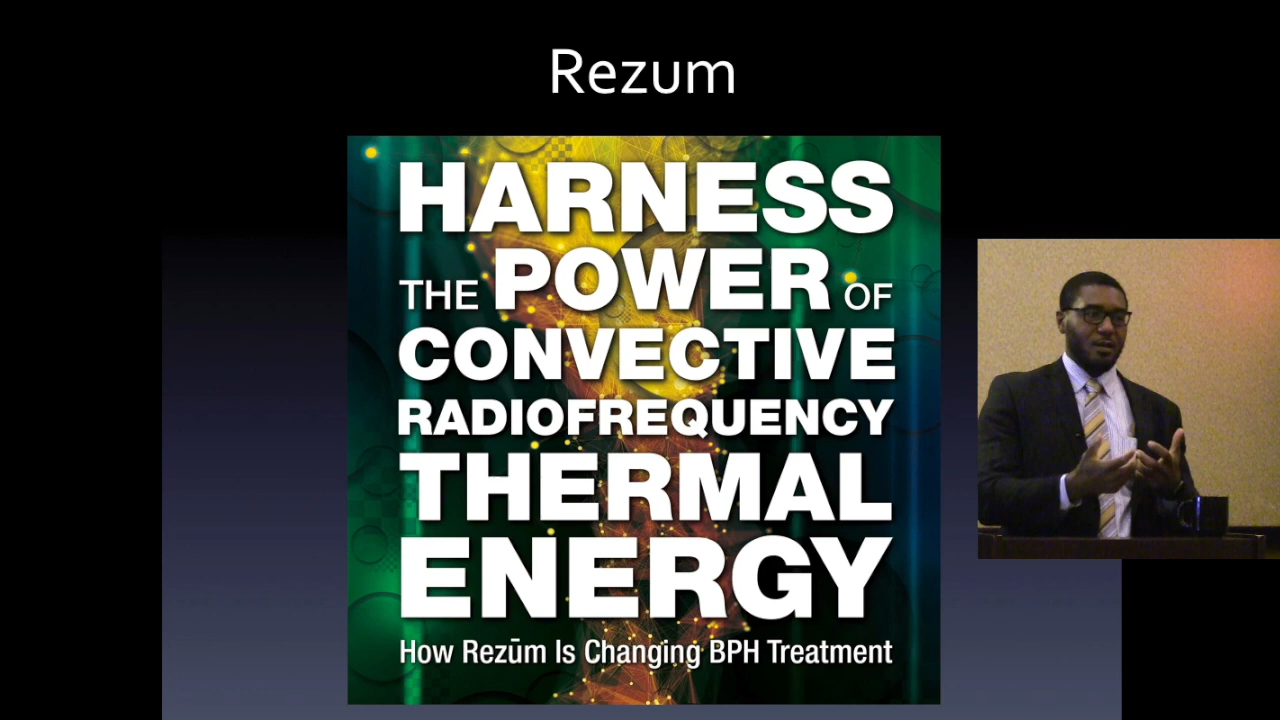 Rezum
HARNESS
THE POWER OF
CONVECTIVE
RADIOFREQUENCY
THERMAL
ENERGY
How Rezūm Is Changing BPH Treatment